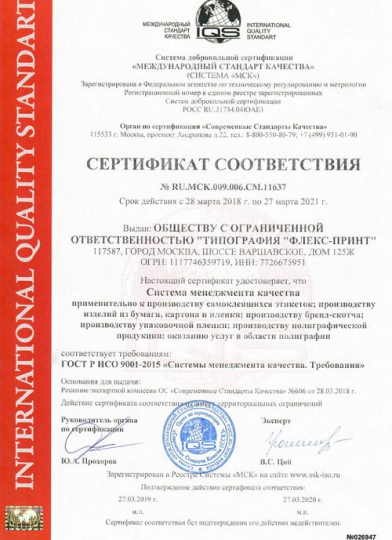 INTERNATIONAL QUALITY STANDART
МЕЖДУНАРОДНЫЙ СТАНДАРТ КАЧЕСТВА
IQS
INTERNATIONAL QUALITY STANDART
Система добровольной сертификации
«МЕЖДУНАРОДНЫЙ СТАНДАРТ КАЧЕСТВА»
(СИСТЕМА «МСК»)
Зарегистрирована в Федеральном агентстве по техническому регулированию и метрологии
Регистрационный номер в едином реестре зарегистрированных
Систем добровольной сертификации
РОСС RU.31734.04ЮАЕ1
Орган по сертификации «Современные Стандарты Качества»
115533 г. Москва, проспект Андропова д.22, тел.: 8-800-550-86-79; +7 (499) 951-01-90
СЕРТИФИКАТ СООТВЕТСТВИЯ
№ RU.МСК.009.006.СМ.11637
Срок действия с 28 марта 2018 г. по 27 марта 2021 г.
Выдан: ОБЩЕСТВУ С ОГРАНИЧЕННОЙ
ОТВЕТСТВЕННОСТЬЮ "ТИПОГРАФИЯ "ФЛЕКС-ПРИНТ"
117587, ГОРОД МОСКВА, ШОССЕ ВАРШАВСКОЕ, ДОМ 125Ж
ОГРН: 1117746359719, ИНН: 7726675951
Настоящий сертификат удостоверяет, что
Система менеджмента качества
применительно к производству самоклеящихся этикеток; производству
изделий из бумаги, картона и пленки; производству бренд-скотча;
производству упаковочной пленки; производству полиграфической
продукции; оказанию услуг в области полиграфии
соответствует требованиям:
ГОСТ Р ИСО 9001-2015 «Системы менеджмента качества. Требования»
Основания для выдачи:
Решение экспертной комиссии ОС «Современные Стандарты Качества» №606 от 28.03.2018 г.
Действие сертификата соответствия территориальных ограничений
Руководитель органа
по сертификации
Эксперт
IQS
Ю.А. Прохоров
В.С. Цой
Зарегистрирован в Реестре Системы «МСК» на сайте www.ssk-iso.ru
Подтверждение действия сертификата соответствия:
27.03.2019 г.
27.03.2020 г.
м.п.
м.п.
Сертификат соответствия без подтверждения его действия недействителен.
№026947